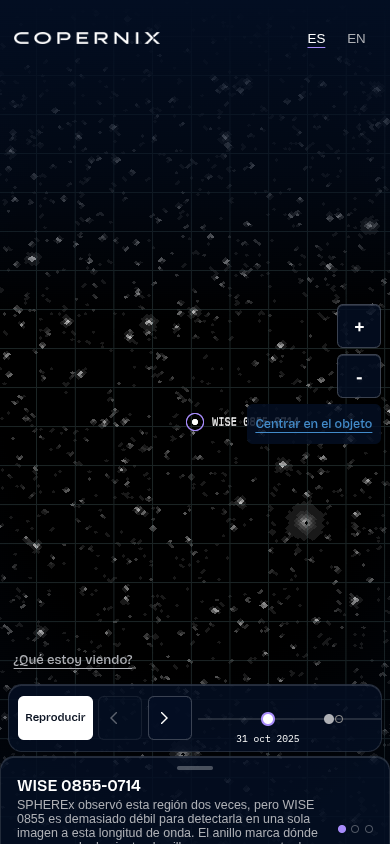 COPERNIX
ES EN
+
-
WISE
Centrar en el objeto
¿Qué estoy viendo?
Reproducir
31 oct 2025
WISE 0855-0714
SPHEREx observó esta región dos veces, pero WISE
0855 es demasiado débil para detectarla en una sola
imagen a esta longitud de onda. El anillo marca dónde